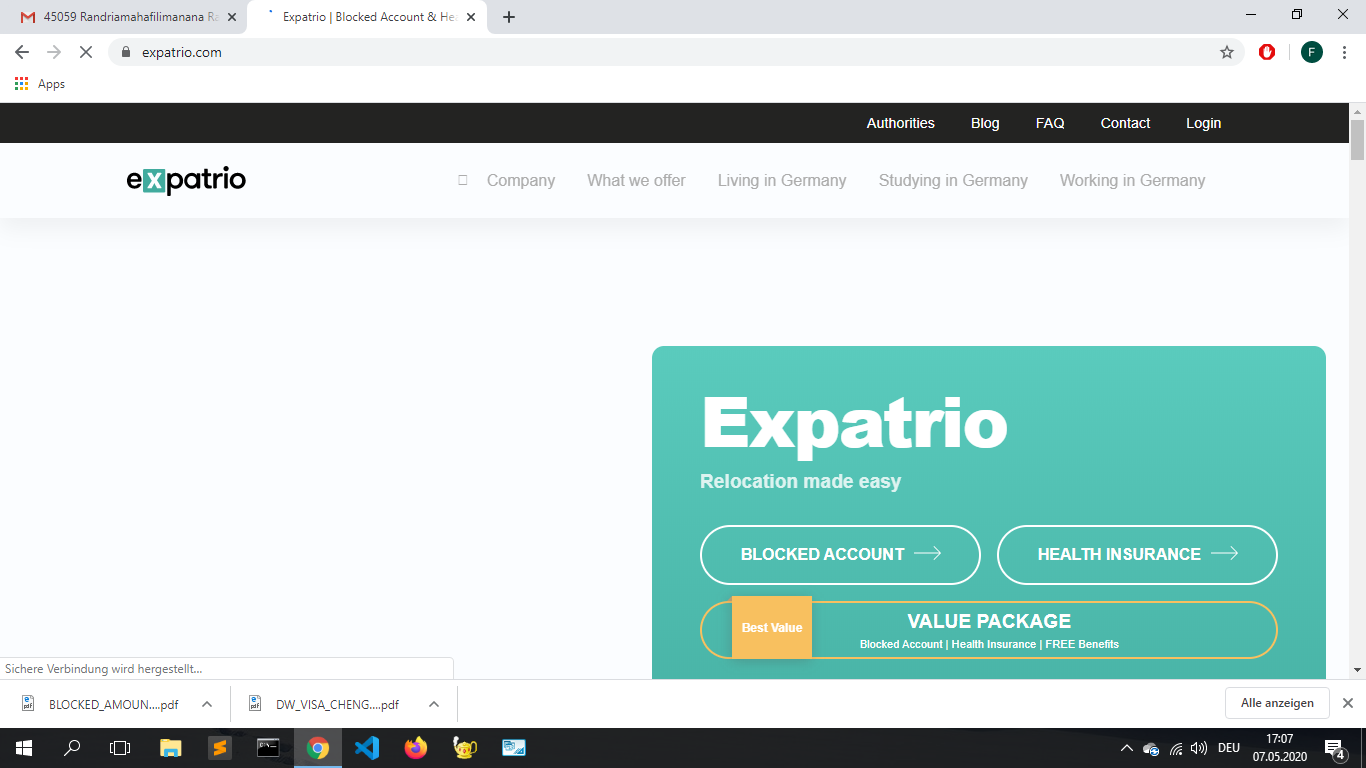 45059 Randriamahafilimanana Ra
Expatrio | Blocked Account & Hea
expatrio.com
F
Apps
Authorities Blog FAQ Contact Login
expatrio
Company What we offer Living in Germany Studying in Germany Working in Germany
Expatrio
Relocation made easy
BLOCKED ACCOUNT HEALTH INSURANCE
Best Value
VALUE PACKAGE
Blocked Account | Health Insurance | FREE Benefits
Sichere Verbindung wird hergestellt...
BLOCKED_AMOUN....pdf DW_VISA_CHENG....pdf Alle anzeigen
DEU
17:07
07.05.2020
4